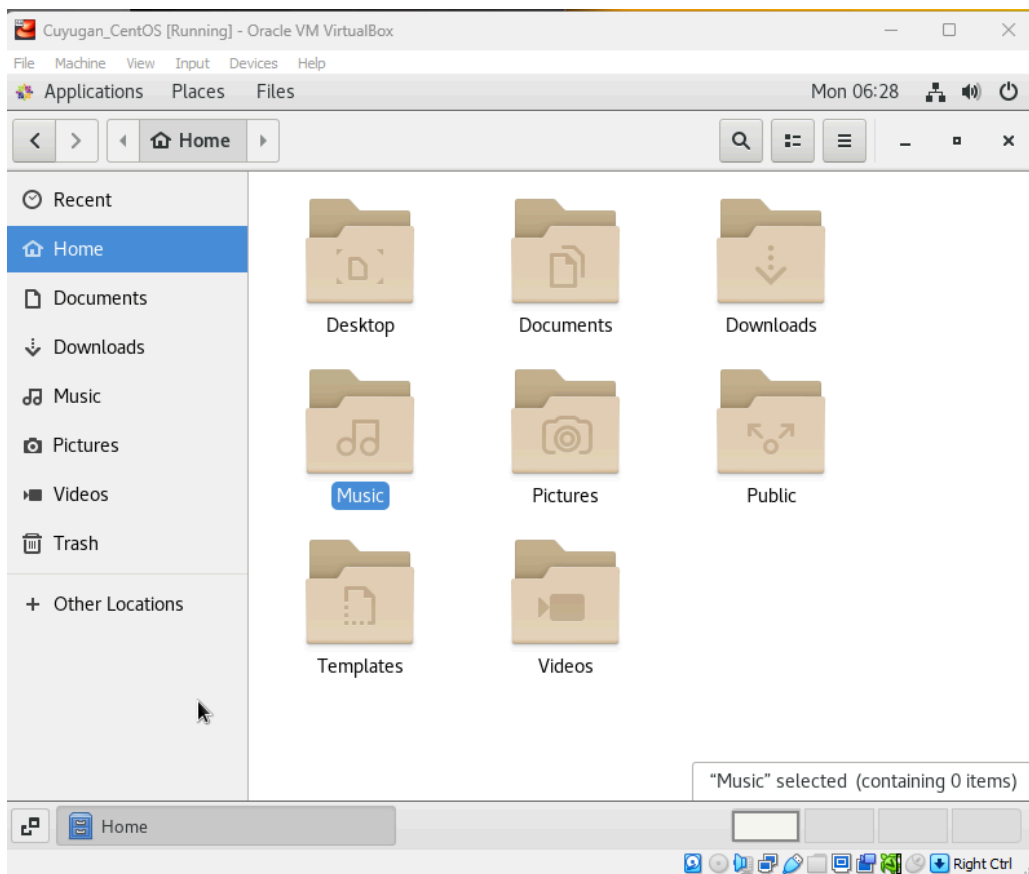 Cuyugan_CentOS [Running] - Oracle VM VirtualBox
File Machine View Input Devices Help
Applications Places Files Mon 06:28
Home
Recent
Home
Documents
Downloads
Music
Pictures
Videos
Trash
+ Other Locations
Desktop Documents Downloads
Music Pictures Public
Templates Videos
“Music” selected (containing 0 items)
Home
Right Ctrl